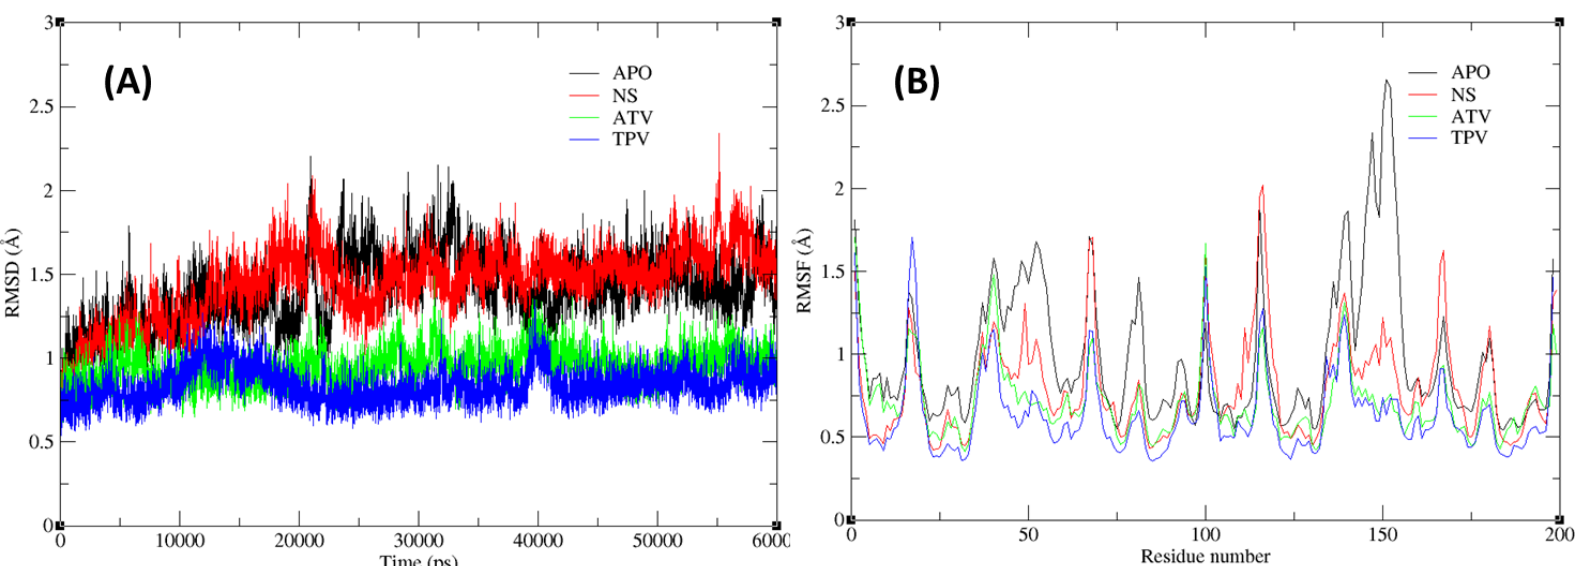 (A)
APO
NS
ATV
TPV
3
2.5
2
1.5
1
0.5
0
RMSD (Å)
0 10000 20000 30000 40000 50000 6000
Time (ps)
(B)
APO
NS
ATV
TPV
3
2.5
2
1.5
1
0.5
0
RMSF (Å)
0 50 100 150 200
Residue number